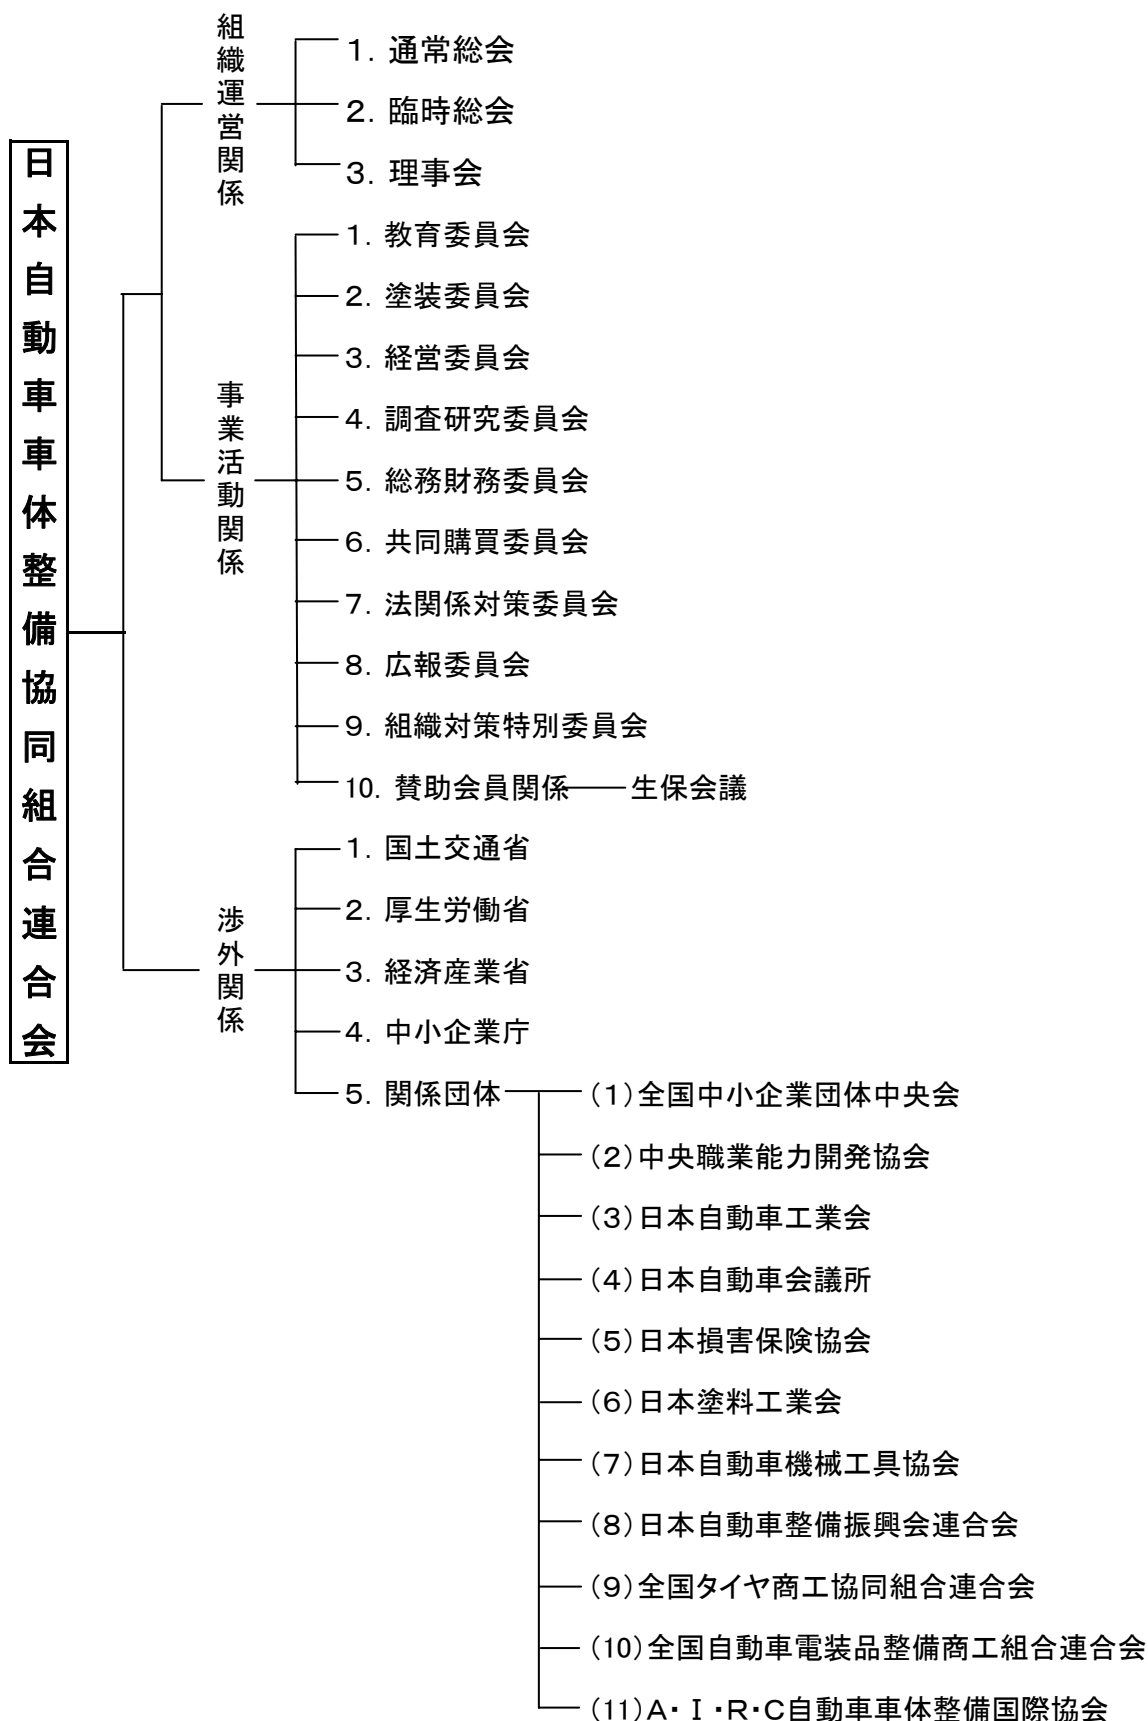 日本自動車車体整備協同組合連合会
組織運営関係
1. 通常総会
2. 臨時総会
3. 理事会
事業活動関係
1. 教育委員会
2. 塗装委員会
3. 経営委員会
4. 調査研究委員会
5. 総務財務委員会
6. 共同購買委員会
7. 法関係対策委員会
8. 広報委員会
9. 組織対策特別委員会
10. 賛助会員関係 生保会議
渉外関係
1. 国土交通省
2. 厚生労働省
3. 経済産業省
4. 中小企業庁
5. 関係団体
(1)全国中小企業団体中央会
(2)中央職業能力開発協会
(3)日本自動車工業会
(4)日本自動車会議所
(5)日本損害保険協会
(6)日本塗料工業会
(7)日本自動車機械工具協会
(8)日本自動車整備振興会連合会
(9)全国タイヤ商工協同組合連合会
(10)全国自動車電装品整備商工組合連合会
(11)A・I・R・C自動車車体整備国際協会